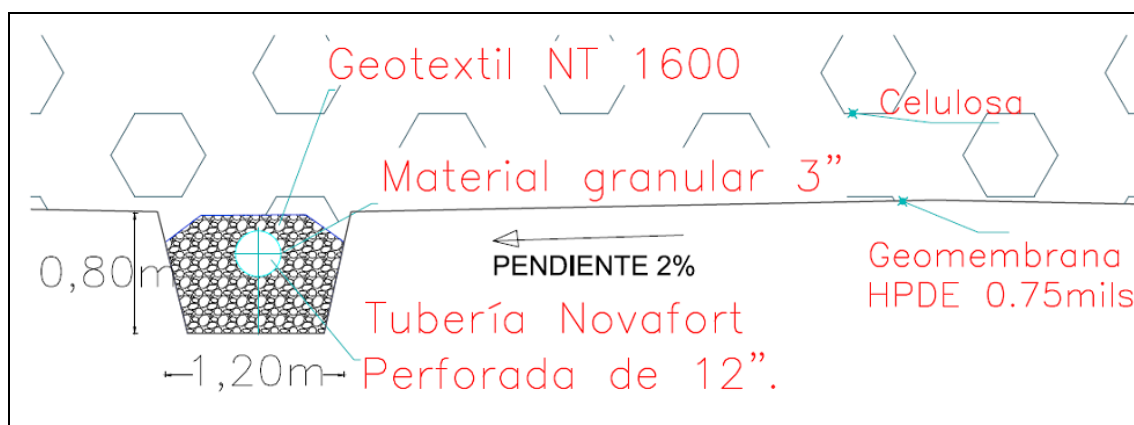 Geotextil NT 1600
Celulosa
Material granular 3"
PENDIENTE 2%
Geomembrana
HPDE 0.75mils
0,80m
Tubería Novafort
Perforada de 12".
1,20m